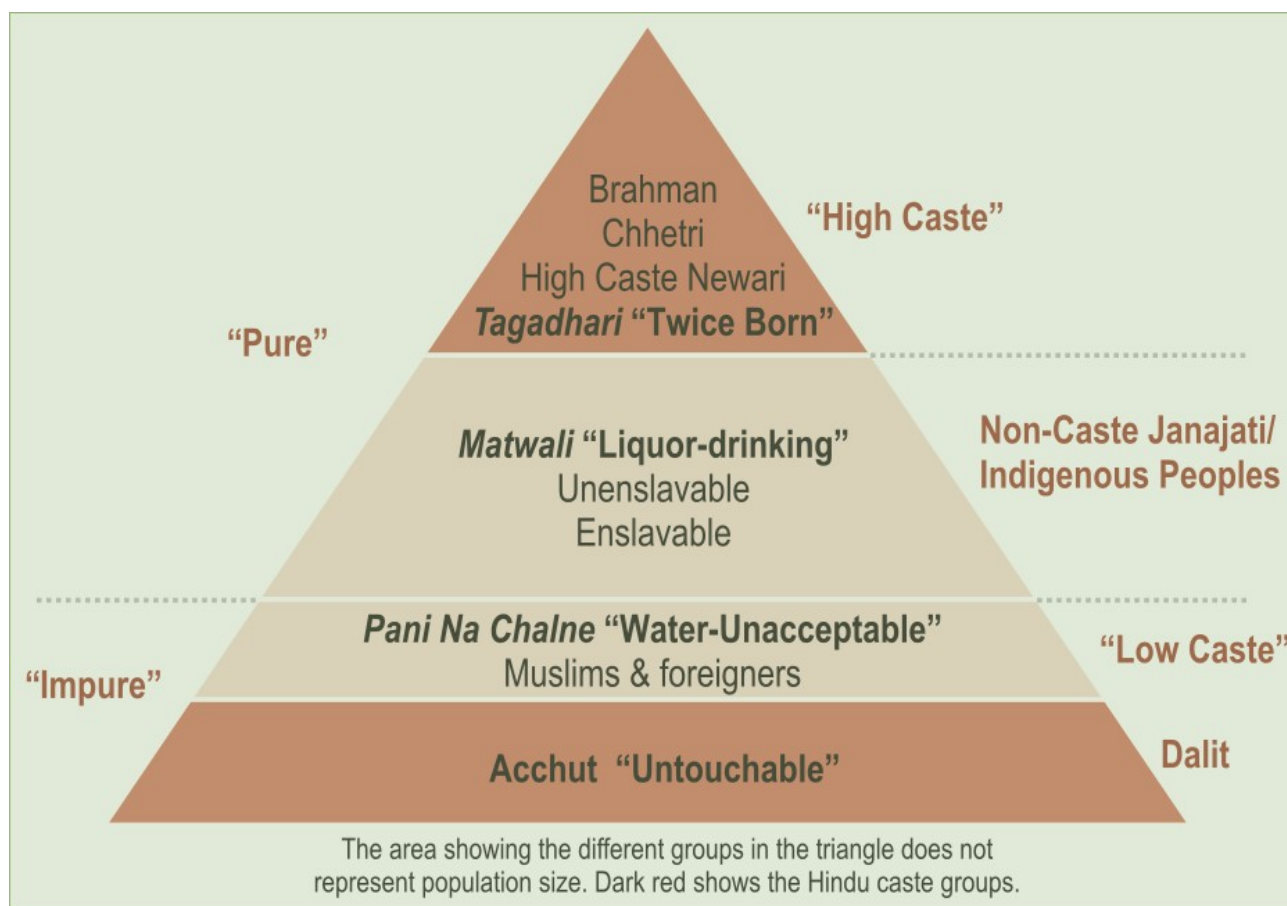 Brahman
Chhetri
High Caste Newari
Tagadhari “Twice Born”
“High Caste”
“Pure”
Matwali “Liquor-drinking”
Unenslavable
Enslavable
Non-Caste Janajati/
Indigenous Peoples
Pani Na Chalne “Water-Unacceptable”
Muslims & foreigners
“Low Caste”
“Impure”
Acchut “Untouchable”
Dalit
The area showing the different groups in the triangle does not
represent population size. Dark red shows the Hindu caste groups.